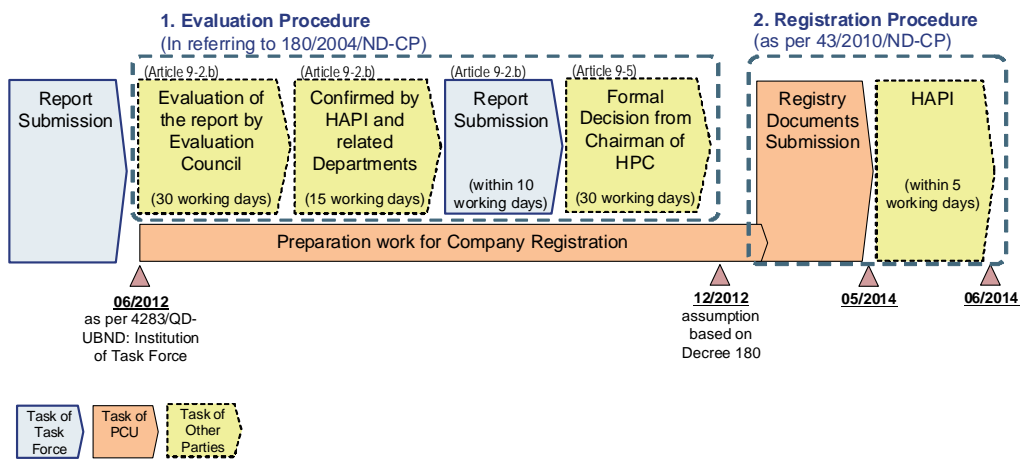 1. Evaluation Procedure
(In referring to 180/2004/ND-CP)
2. Registration Procedure
(as per 43/2010/ND-CP)
Report
Submission
(Article 9-2.b)
Evaluation of
the report by
Evaluation
Council
(30 working days)
(Article 9-2.b)
Confirmed by
HAPI and
related
Departments
(15 working days)
(Article 9-2.b)
Report
Submission
(within 10
working days)
(Article 9-5)
Formal
Decision from
Chairman of
HPC
(30 working days)
Registry
Documents
Submission
HAPI
(within 5
working days)
Preparation work for Company Registration
06/2012
as per 4283/QD-
UBND: Institution
of Task Force
12/2012
assumption
based on
Decree 180
05/2014
06/2014
Task of
Task
Force
Task of
PCU
Task of
Other
Parties